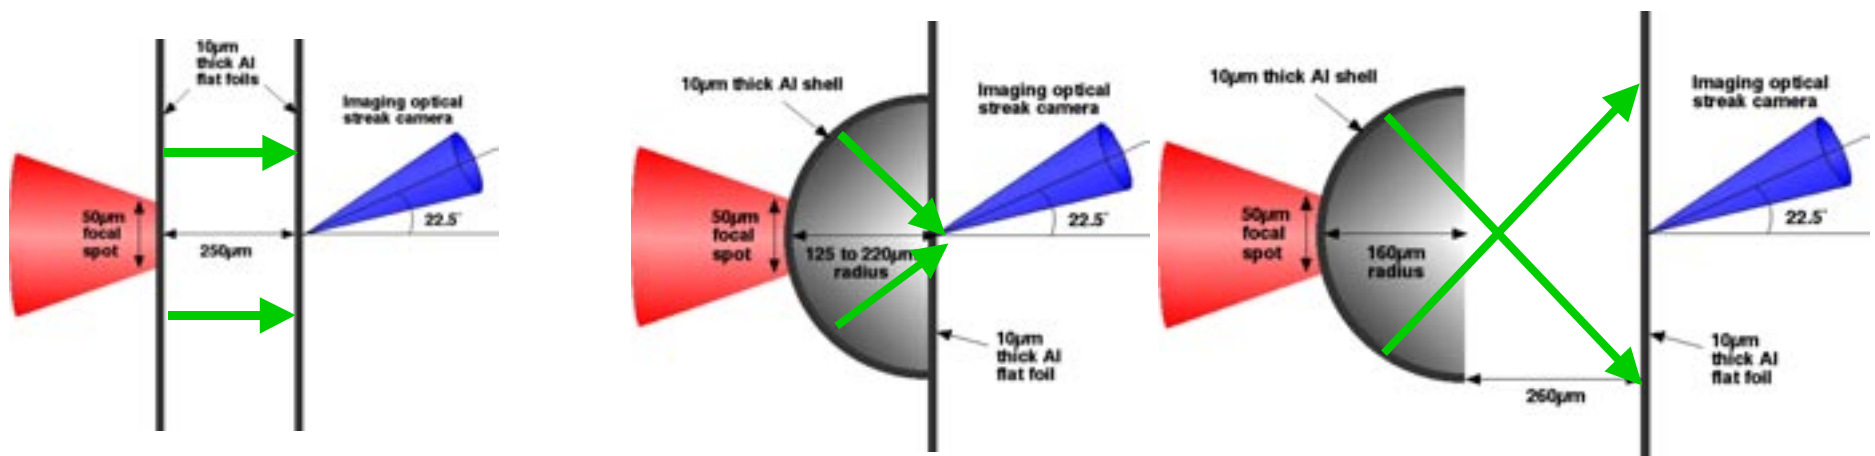 10µm
thick Al
flat foils
Imaging optical
streak camera
50µm
focal
spot
250µm
22.5°
10µm thick Al shell
Imaging optical
streak camera
50µm
focal
spot
125 to 220µm
radius
22.5°
10µm
thick Al
flat foil
10µm thick Al shell
Imaging optical
streak camera
50µm
focal
spot
160µm
radius
22.5°
10µm
thick Al
flat foil
260µm